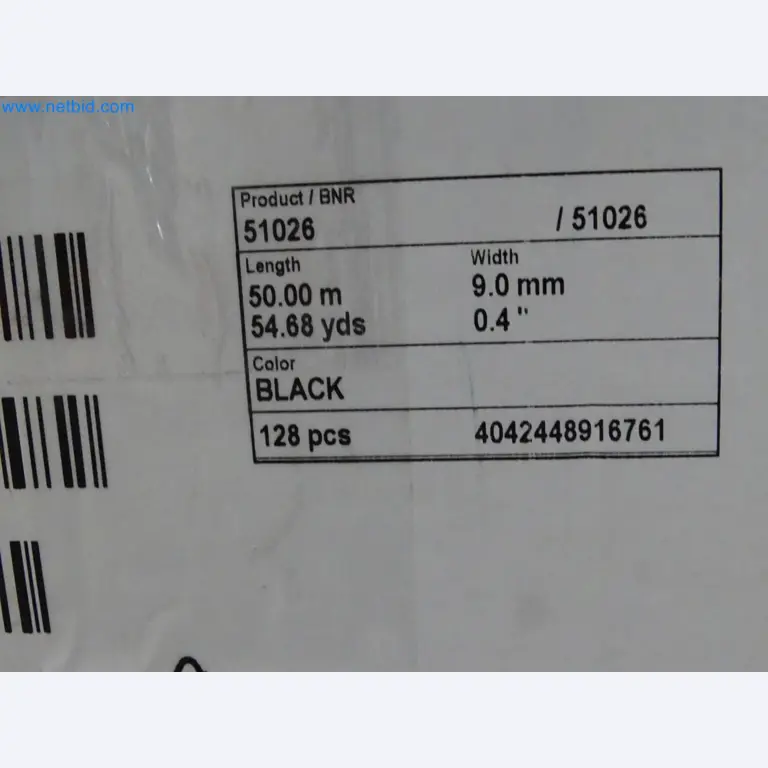 www.netbid.com
Product / BNR
51026 / 51026
Length Width
50.00 m 9.0 mm
54.68 yds 0.4 "
Color
BLACK
128 pcs 4042448916761